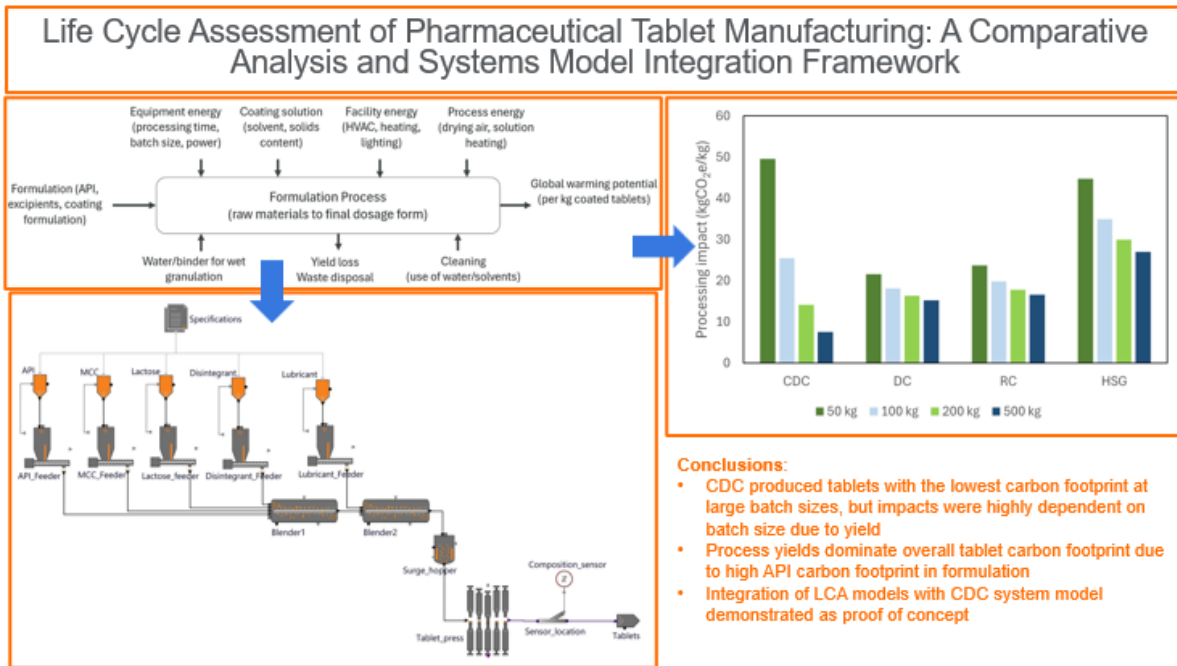 Life Cycle Assessment of Pharmaceutical Tablet Manufacturing: A Comparative
Analysis and Systems Model Integration Framework
Equipment energy
(processing time,
batch size, power)
Coating solution
(solvent, solids
content)
Facility energy
(HVAC, heating,
lighting)
Process energy
(drying air, solution
heating)
Formulation (API,
excipients, coating
formulation)
Formulation Process
(raw materials to final dosage form)
Global warming potential
(per kg coated tablets)
Water/binder for wet
granulation
Yield loss
Waste disposal
Cleaning
(use of water/solvents)
Processing impact (kgCO₂e/kg)
60
50
40
30
20
10
0
CDC
DC
RC
HSG
50 kg
100 kg
200 kg
500 kg
Specifications
API
MCC
Lactose
Disintegrant
Lubricant
API_Feeder
MCC_Feeder
Lactose_feeder
Disintegrant_Feeder
Lubricant_Feeder
Blender1
Blender2
Surge_hopper
Composition_sensor
Z
Tablet_press
Sensor_location
Tablets
Conclusions:
• CDC produced tablets with the lowest carbon footprint at
large batch sizes, but impacts were highly dependent on
batch size due to yield
• Process yields dominate overall tablet carbon footprint due
to high API carbon footprint in formulation
• Integration of LCA models with CDC system model
demonstrated as proof of concept